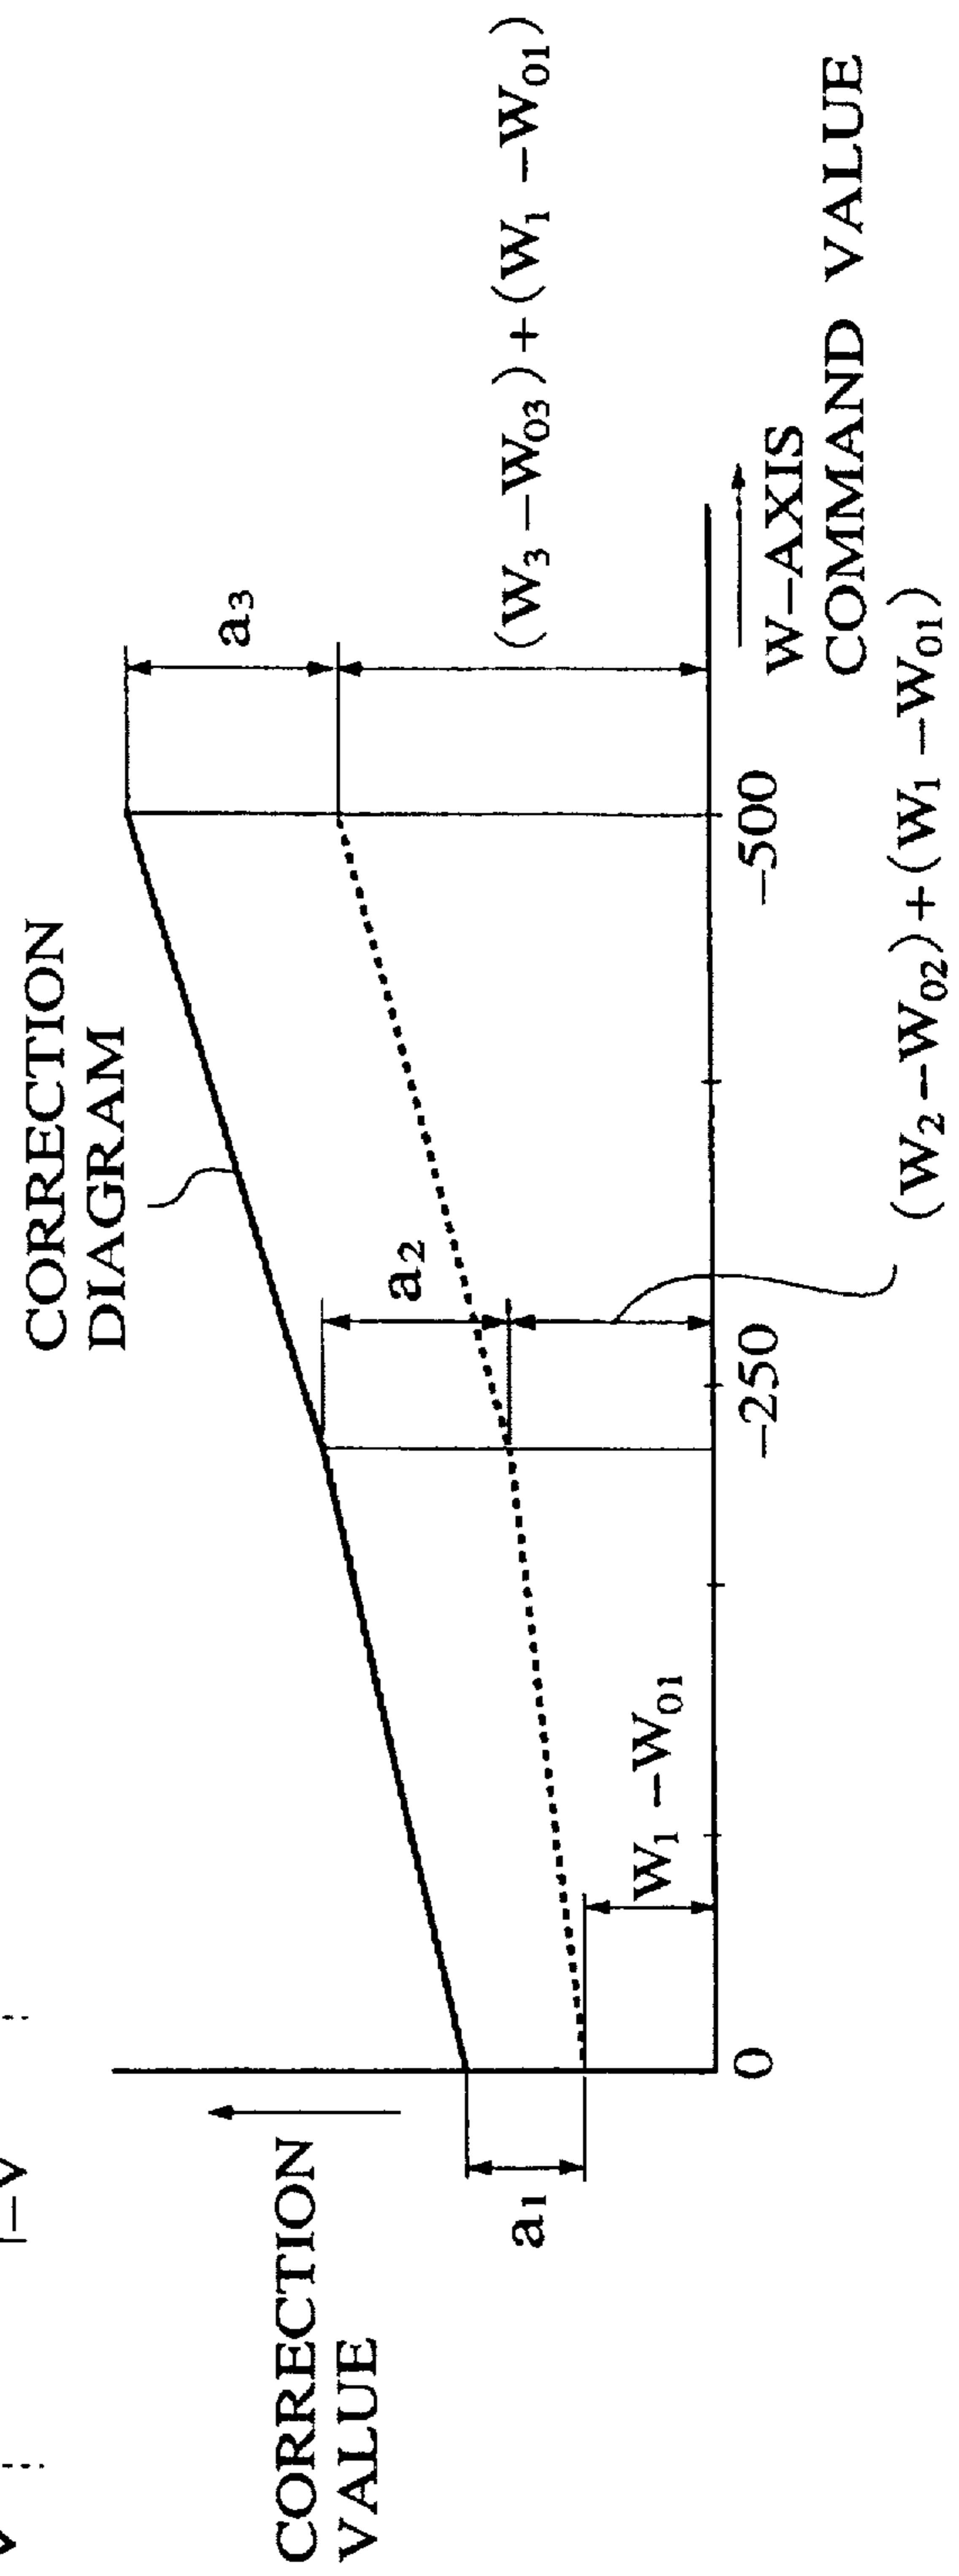 CORRECTION
DIAGRAM
CORRECTION
VALUE
a₁
a₂
a₃
W₁ −W₀₁
(W₃ −W₀₃) + (W₁ −W₀₁)
0
−250
−500
W−AXIS
COMMAND VALUE
(W₂ −W₀₂) + (W₁ −W₀₁)